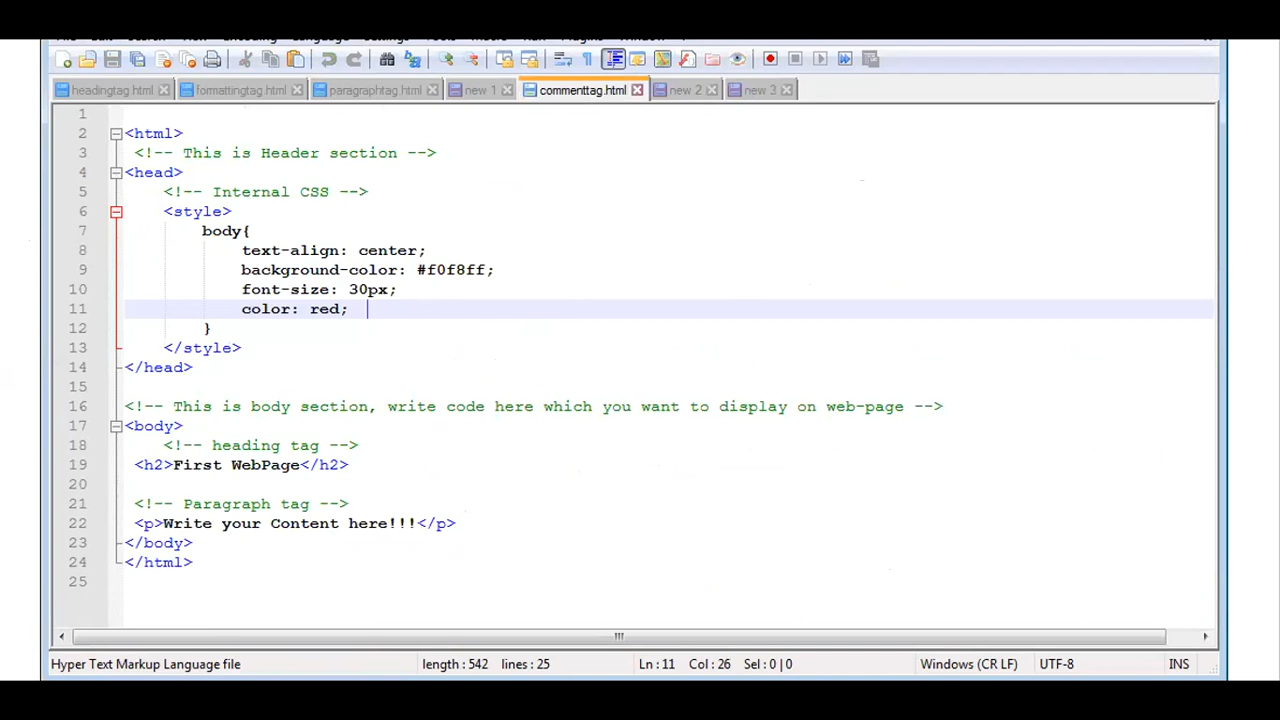 headingtag.html formattingtag.html paragraphtag.html new 1 commenttag.html new 2 new 3
1
2 <html>
3 <!-- This is Header section -->
4 <head>
5 <!-- Internal CSS -->
6 <style>
7 body{
8 text-align: center;
9 background-color: #f0f8ff;
10 font-size: 30px;
11 color: red;
12 }
13 </style>
14 </head>
15
16 <!-- This is body section, write code here which you want to display on web-page -->
17 <body>
18 <!-- heading tag -->
19 <h2>First WebPage</h2>
20
21 <!-- Paragraph tag -->
22 <p>Write your Content here!!!</p>
23 </body>
24 </html>
25
Hyper Text Markup Language file length : 542 lines : 25 Ln : 11 Col : 26 Sel : 0 | 0 Windows (CR LF) UTF-8 INS